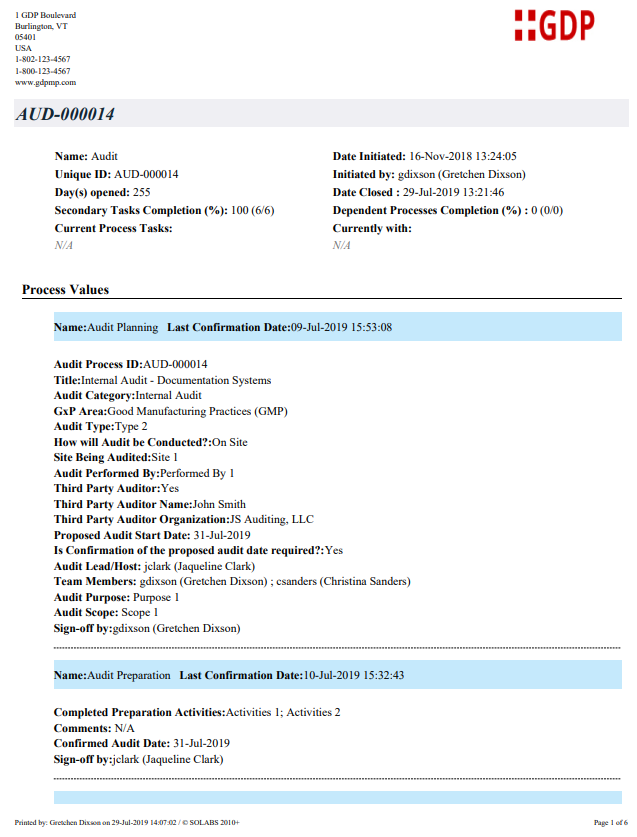 1 GDP Boulevard
Burlington, VT
05401
USA
1-802-123-4567
1-800-123-4567
www.gdpmp.com
GDP
AUD-000014
Name: Audit
Unique ID: AUD-000014
Day(s) opened: 255
Secondary Tasks Completion (%): 100 (6/6)
Current Process Tasks:
N/A
Date Initiated: 16-Nov-2018 13:24:05
Initiated by: gdixson (Gretchen Dixson)
Date Closed : 29-Jul-2019 13:21:46
Dependent Processes Completion (%) : 0 (0/0)
Currently with:
N/A
Process Values
Name:Audit Planning Last Confirmation Date:09-Jul-2019 15:53:08
Audit Process ID:AUD-000014
Title:Internal Audit - Documentation Systems
Audit Category:Internal Audit
GxP Area:Good Manufacturing Practices (GMP)
Audit Type:Type 2
How will Audit be Conducted?:On Site
Site Being Audited:Site 1
Audit Performed By:Performed By 1
Third Party Auditor:Yes
Third Party Auditor Name:John Smith
Third Party Auditor Organization:JS Auditing, LLC
Proposed Audit Start Date: 31-Jul-2019
Is Confirmation of the proposed audit date required?:Yes
Audit Lead/Host: jclark (Jaqueline Clark)
Team Members: gdixson (Gretchen Dixson) ; csanders (Christina Sanders)
Audit Purpose: Purpose 1
Audit Scope: Scope 1
Sign-off by:gdixson (Gretchen Dixson)
Name:Audit Preparation Last Confirmation Date:10-Jul-2019 15:32:43
Completed Preparation Activities:Activities 1; Activities 2
Comments: N/A
Confirmed Audit Date: 31-Jul-2019
Sign-off by:jclark (Jaqueline Clark)
Printed by: Gretchen Dixson on 29-Jul-2019 14:07:02 / © SOLABS 2010+
Page 1 of 6